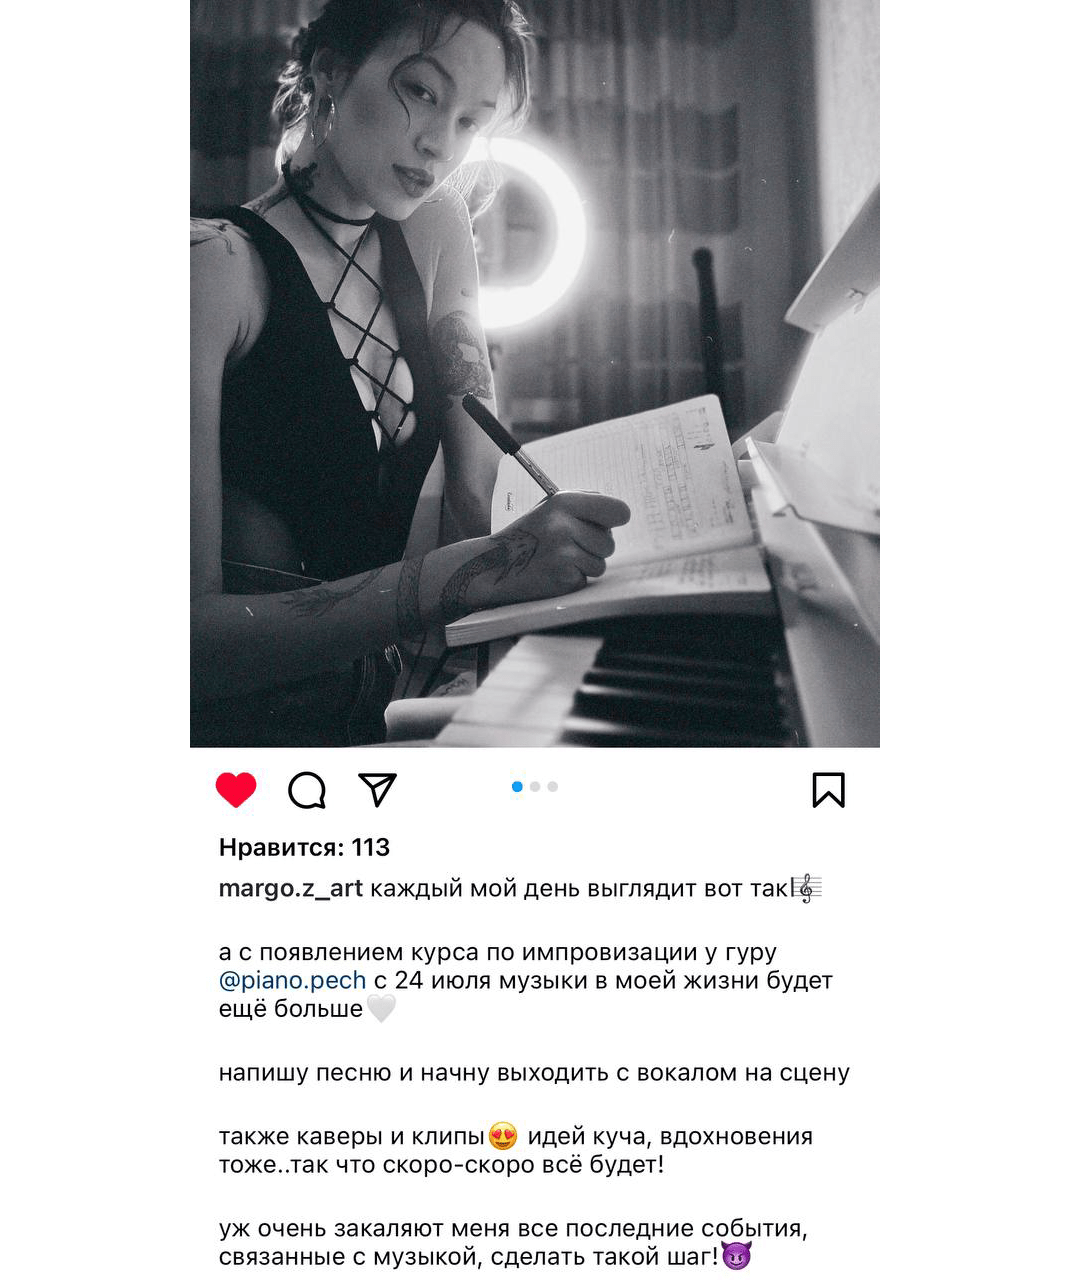 Нравится: 113
margo.z_art каждый мой день выглядит вот так|🎼
а с появлением курса по импровизации у гуру
@piano.pech с 24 июля музыки в моей жизни будет
ещё больше🤍
напишу песню и начну выходить с вокалом на сцену
также каверы и клипы😍 идей куча, вдохновения
тоже..так что скоро-скоро всё будет!
уж очень закаляют меня все последние события,
связанные с музыкой, сделать такой шаг!😈